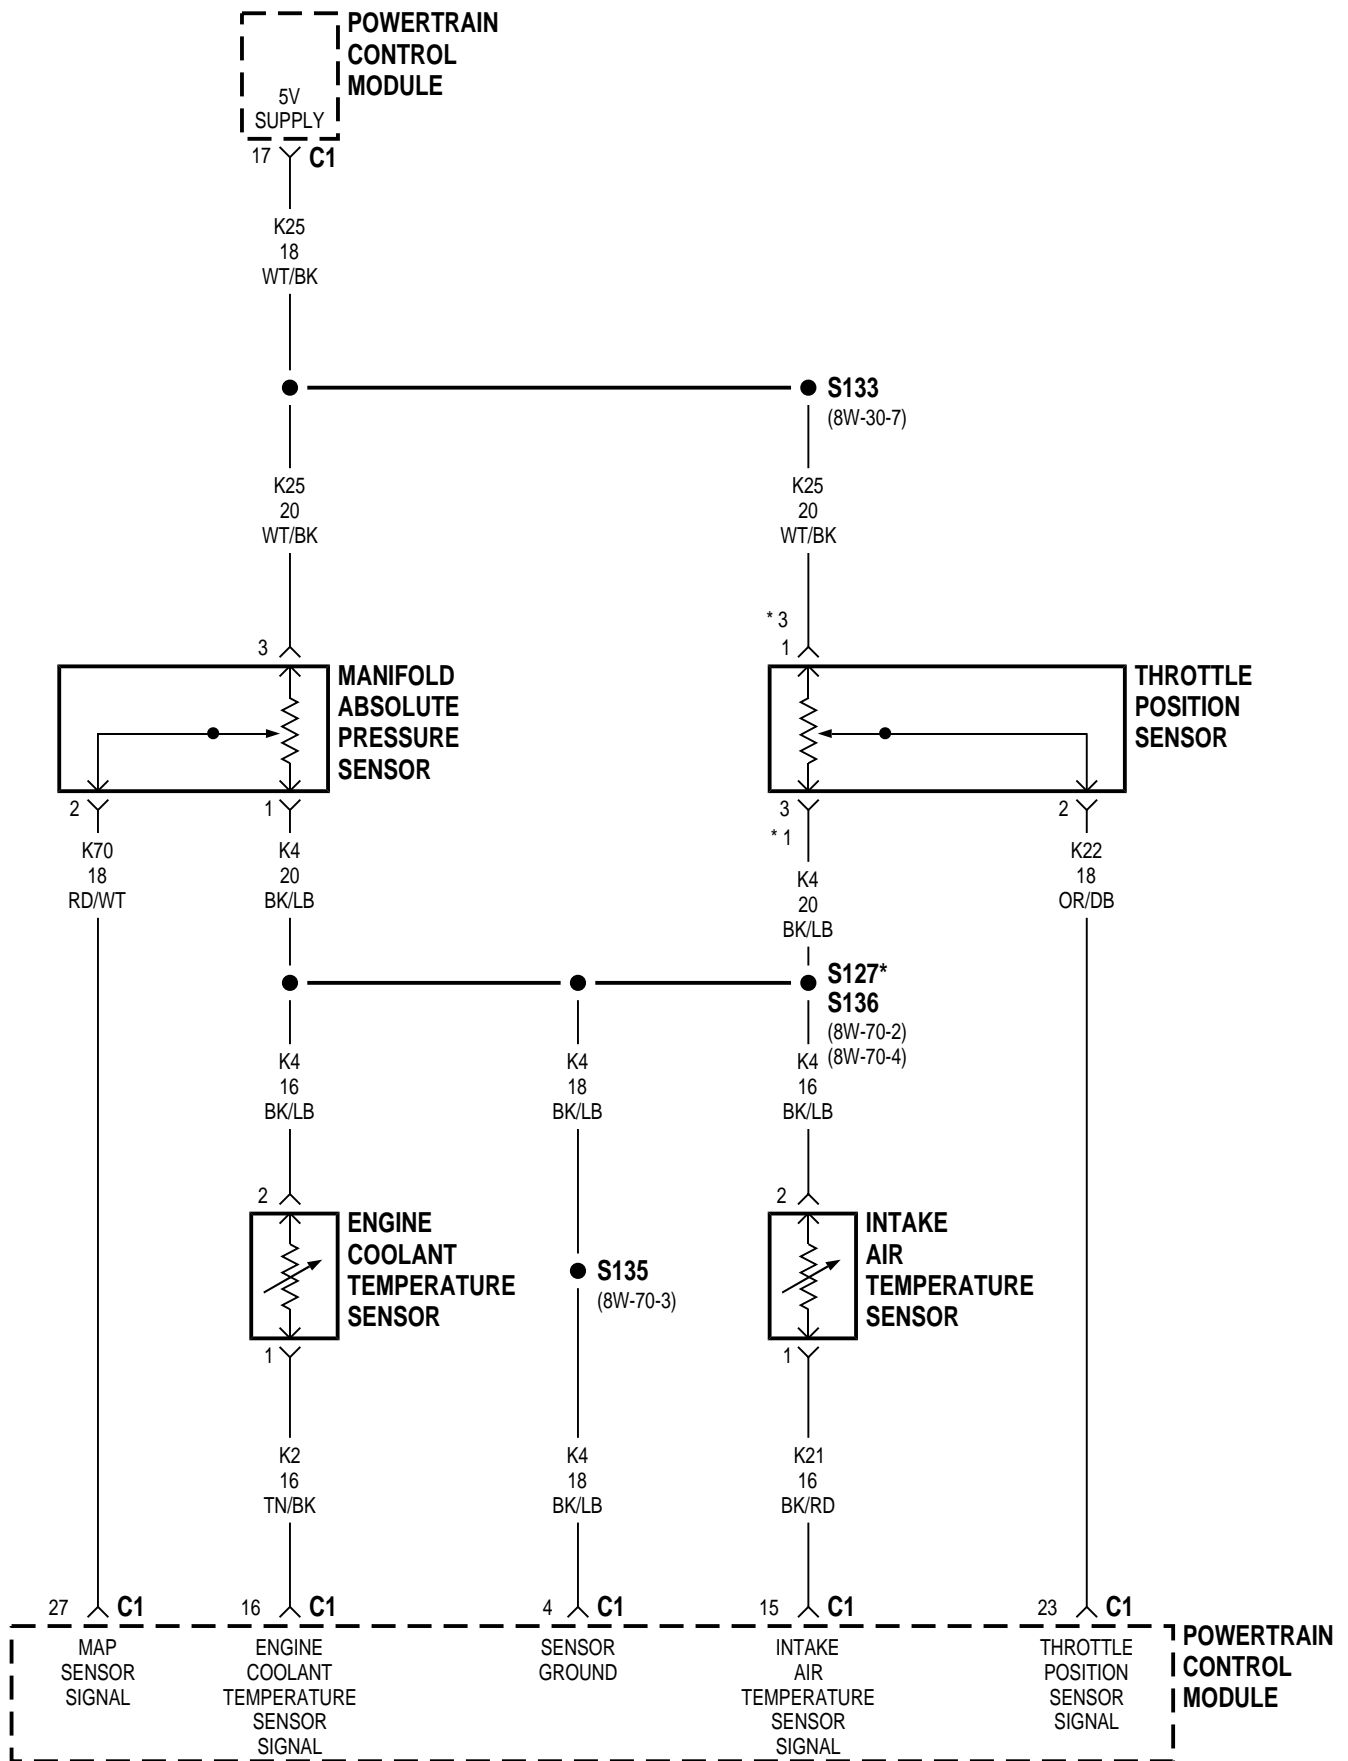 POWERTRAIN
CONTROL
MODULE
5V
SUPPLY
17 C1
K25
18
WT/BK
S133
(8W-30-7)
K25
20
WT/BK
K25
20
WT/BK
3
* 3
1
MANIFOLD
ABSOLUTE
PRESSURE
SENSOR
THROTTLE
POSITION
SENSOR
2
1
3
* 1
2
K70
18
RD/WT
K4
20
BK/LB
K4
20
BK/LB
K22
18
OR/DB
S127*
S136
(8W-70-2)
(8W-70-4)
K4
16
BK/LB
K4
18
BK/LB
K4
16
BK/LB
2
2
ENGINE
COOLANT
TEMPERATURE
SENSOR
S135
(8W-70-3)
INTAKE
AIR
TEMPERATURE
SENSOR
1
1
K2
16
TN/BK
K4
18
BK/LB
K21
16
BK/RD
27 C1
16 C1
4 C1
15 C1
23 C1
MAP
SENSOR
SIGNAL
ENGINE
COOLANT
TEMPERATURE
SENSOR
SIGNAL
SENSOR
GROUND
INTAKE
AIR
TEMPERATURE
SENSOR
SIGNAL
THROTTLE
POSITION
SENSOR
SIGNAL
POWERTRAIN
CONTROL
MODULE